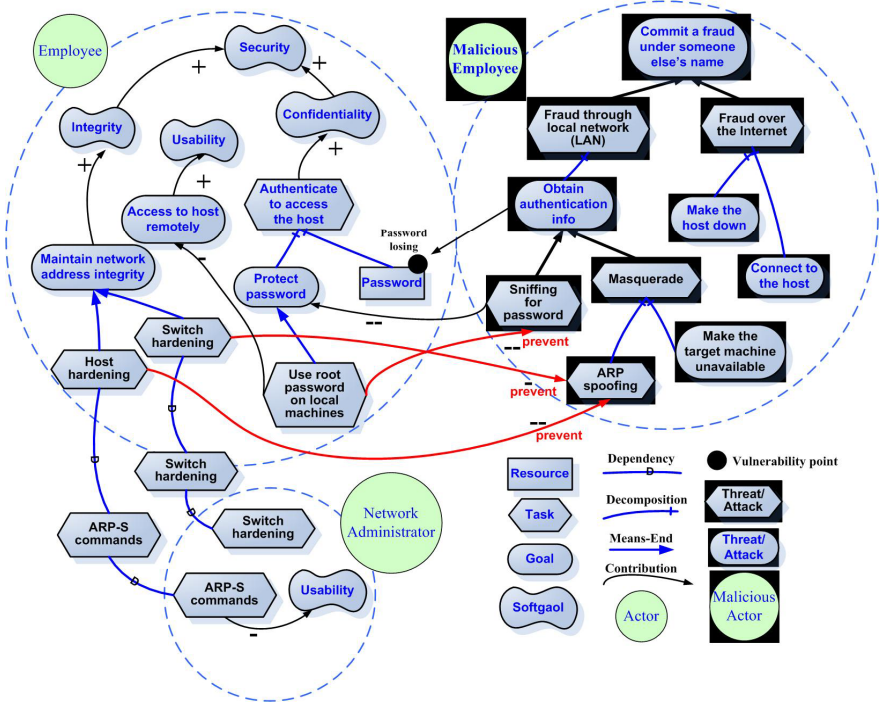 Employee
Security
+
+
Integrity
Usability
Confidentiality
+
+
+
Access to host
remotely
Authenticate
to access
the host
-
Maintain network
address integrity
Protect
password
Password
losing
Password
--
Switch
hardening
Host
hardening
Use root
password
on local
machines
D
D
Switch
hardening
D
Switch
hardening
ARP-S
commands
D
ARP-S
commands
Usability
-
Network
Administrator
Malicious
Employee
Commit a fraud
under someone
else's name
Fraud through
local network
(LAN)
Fraud over
the Internet
Obtain
authentication
info
Make the
host down
Connect to
the host
Sniffing
for
password
Masquerade
--
prevent
ARP
spoofing
Make the
target machine
unavailable
-
prevent
--
prevent
Resource
Task
Goal
Softgaol
Dependency
D
Decomposition
Means-End
Contribution
Actor
Vulnerability point
Threat/
Attack
Threat/
Attack
Malicious
Actor